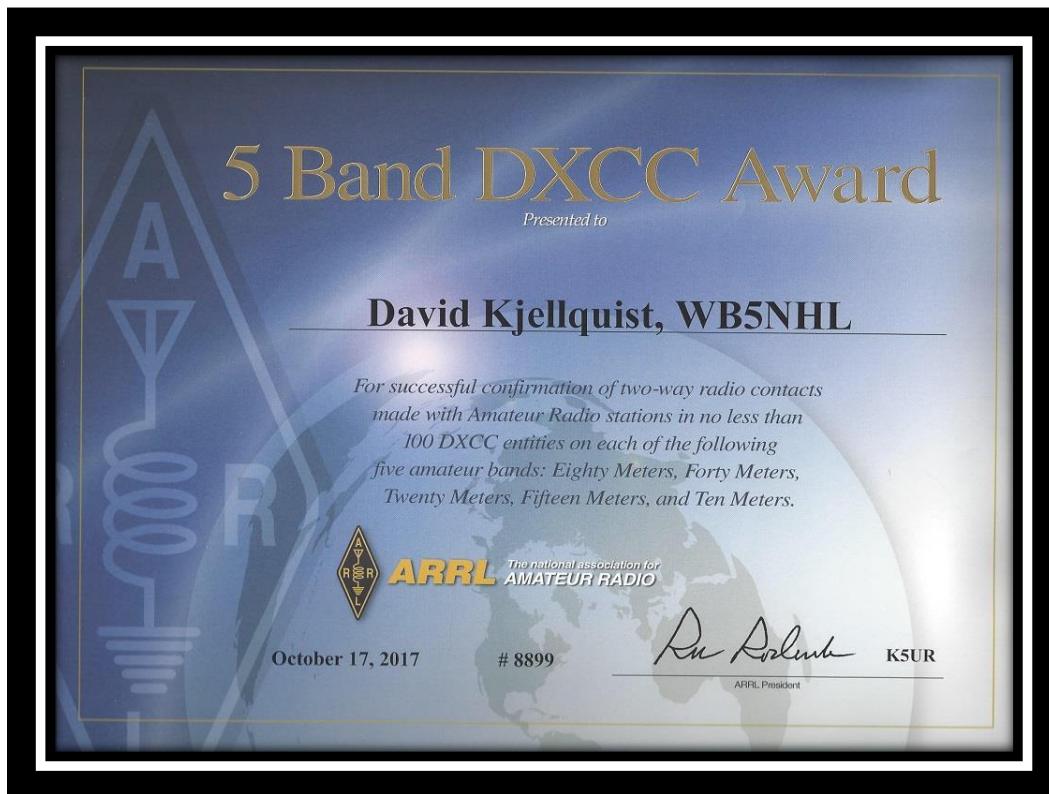 5 Band DXCC Award
Presented to
David Kjellquist, WB5NHL
For successful confirmation of two-way radio contacts
made with Amateur Radio stations in no less than
100 DXCC entities on each of the following
five amateur bands: Eighty Meters, Forty Meters,
Twenty Meters, Fifteen Meters, and Ten Meters.
A
R R
L
ARRL The national association for
AMATEUR RADIO
October 17, 2017 # 8899 K5UR
ARRL President
A
R R